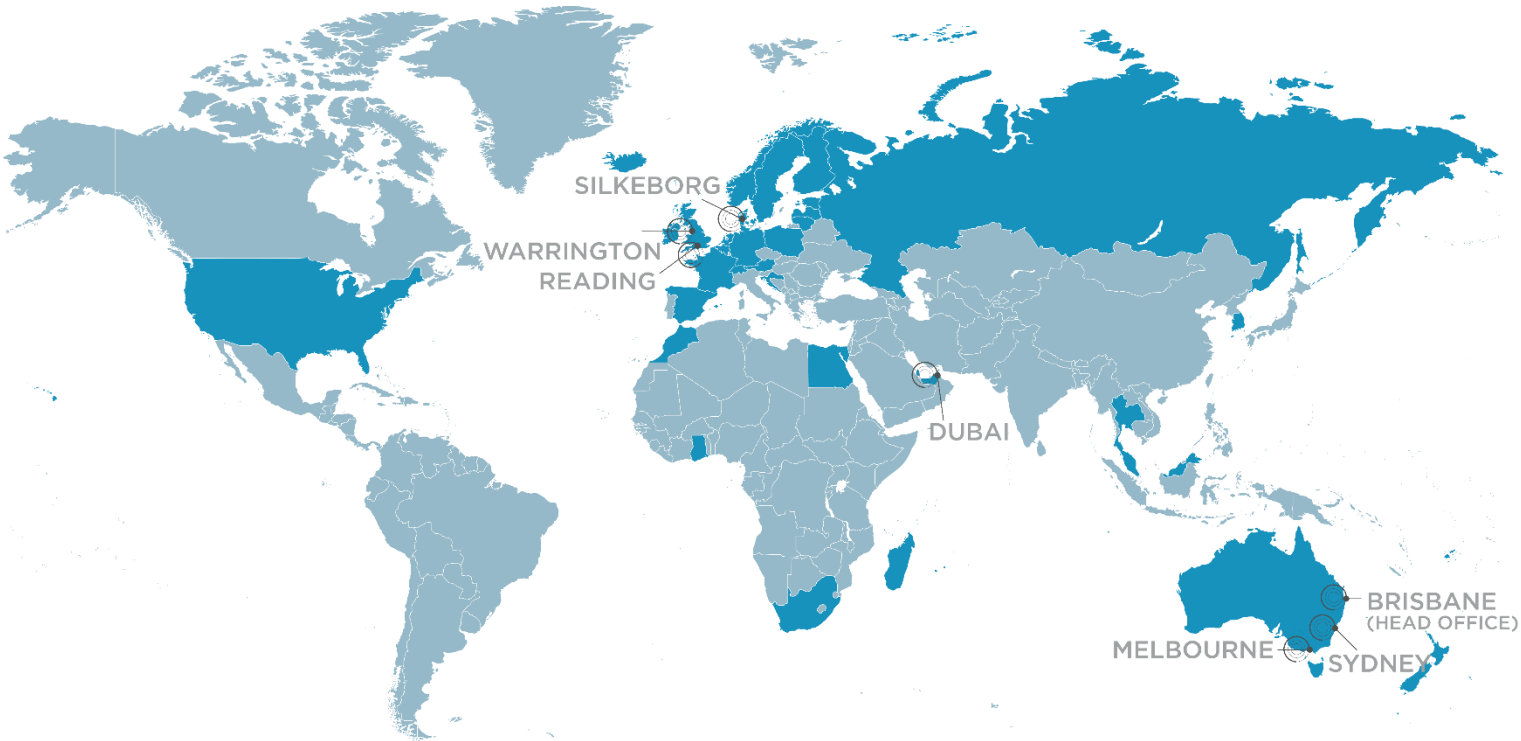 SILKEBORG
WARRINGTON
READING
DUBAI
BRISBANE
(HEAD OFFICE)
MELBOURNE
SYDNEY